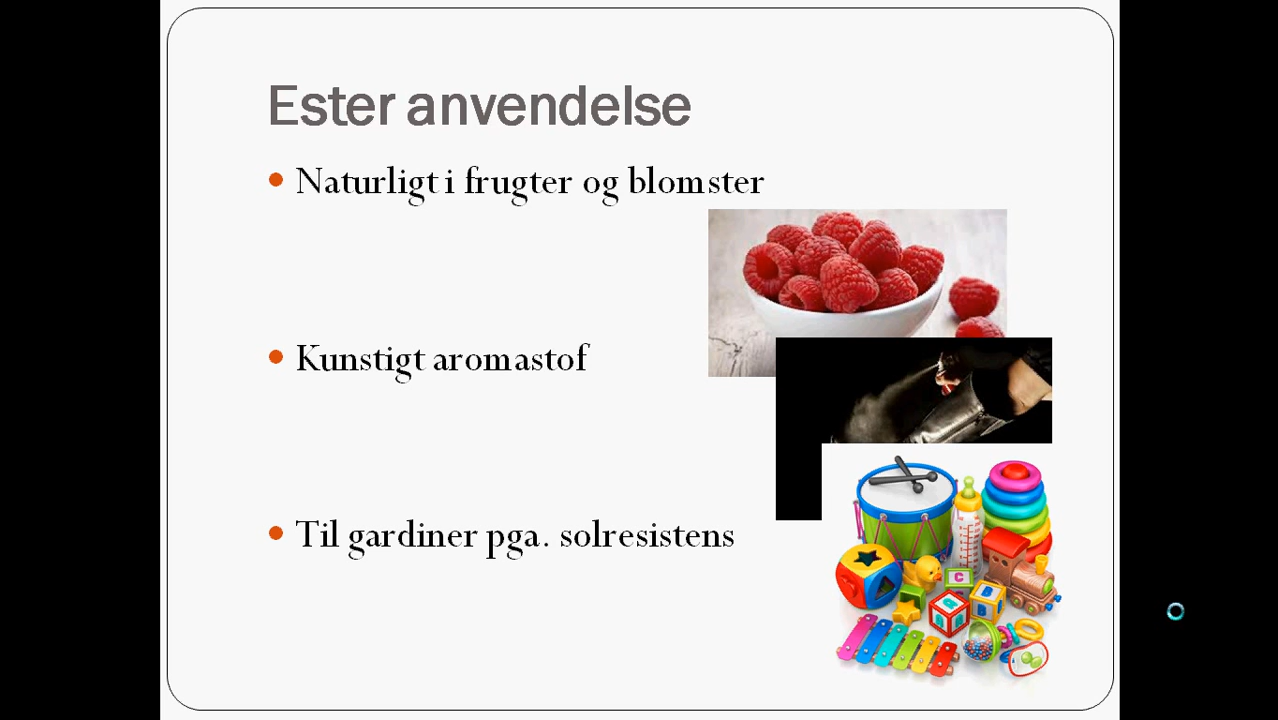 Ester anvendelse
Naturligt i frugter og blomster
Kunstigt aromastof
Til gardiner pga. solresistens
C
B